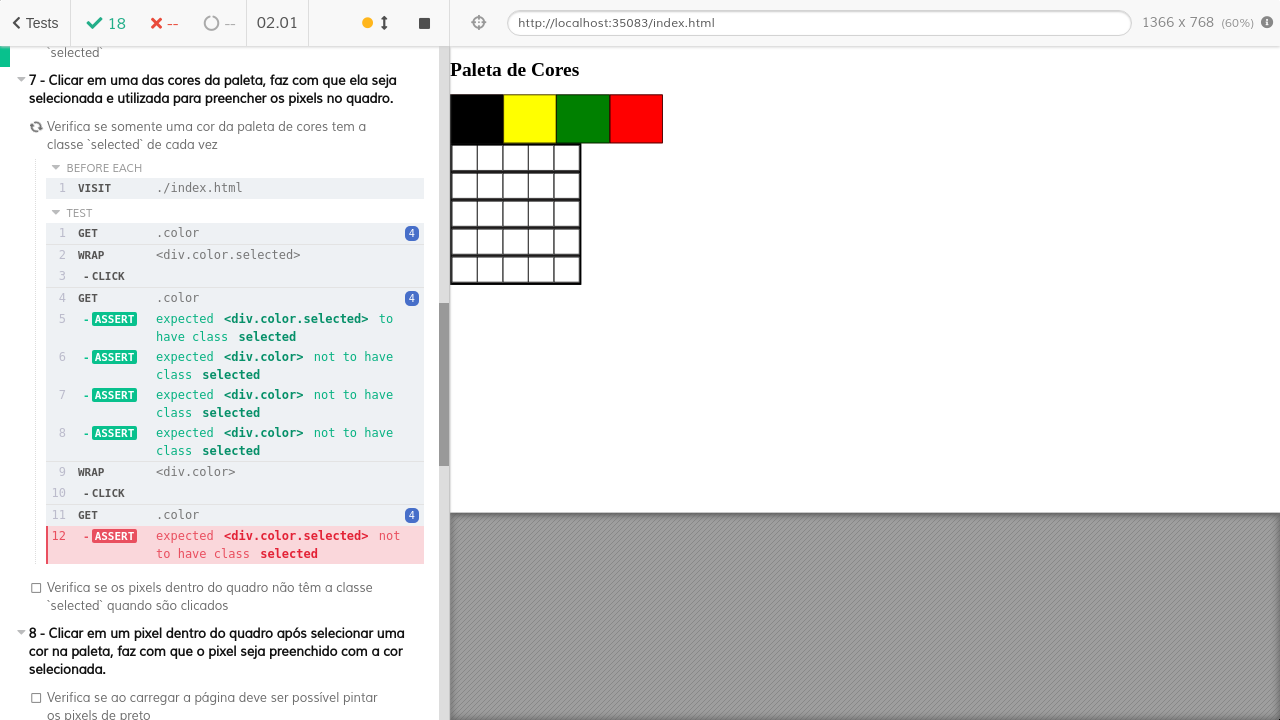 Tests
18
--
--
02.01
http://localhost:35083/index.html
1366 x 768 (60%)
`selected`
7 - Clicar em uma das cores da paleta, faz com que ela seja
selecionada e utilizada para preencher os pixels no quadro.
Verifica se somente uma cor da paleta de cores tem a
classe `selected` de cada vez
BEFORE EACH
1 VISIT ./index.html
TEST
1 GET .color 4
2 WRAP <div.color.selected>
3 -CLICK
4 GET .color 4
5 -ASSERT expected <div.color.selected> to
have class selected
6 -ASSERT expected <div.color> not to have
class selected
7 -ASSERT expected <div.color> not to have
class selected
8 -ASSERT expected <div.color> not to have
class selected
9 WRAP <div.color>
10 -CLICK
11 GET .color 4
12 -ASSERT expected <div.color.selected> not
to have class selected
Verifica se os pixels dentro do quadro não têm a classe
`selected` quando são clicados
8 - Clicar em um pixel dentro do quadro após selecionar uma
cor na paleta, faz com que o pixel seja preenchido com a cor
selecionada.
Verifica se ao carregar a página deve ser possível pintar
os pixels de preto
Paleta de Cores